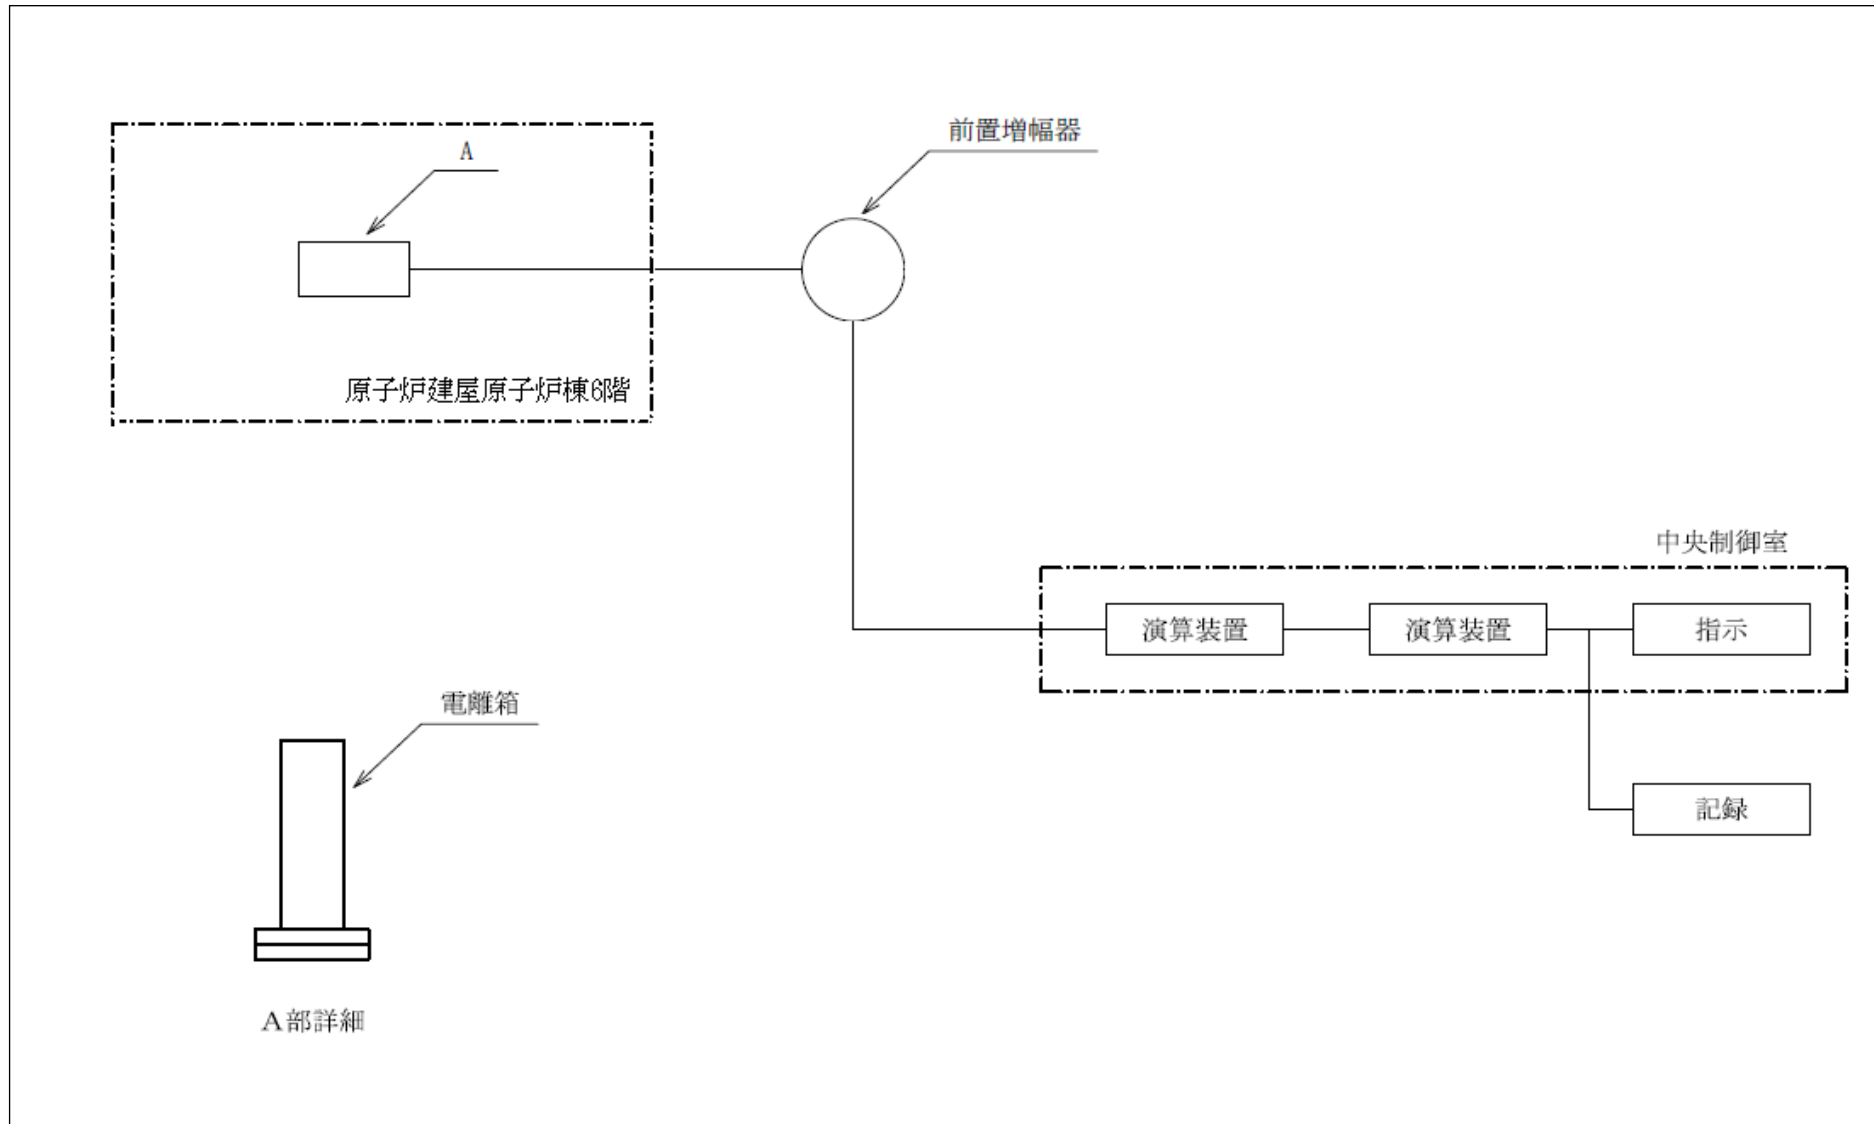 前置増幅器
A
原子炉建屋原子炉棟6階
中央制御室
演算装置
演算装置
指示
電離箱
記録
A部詳細